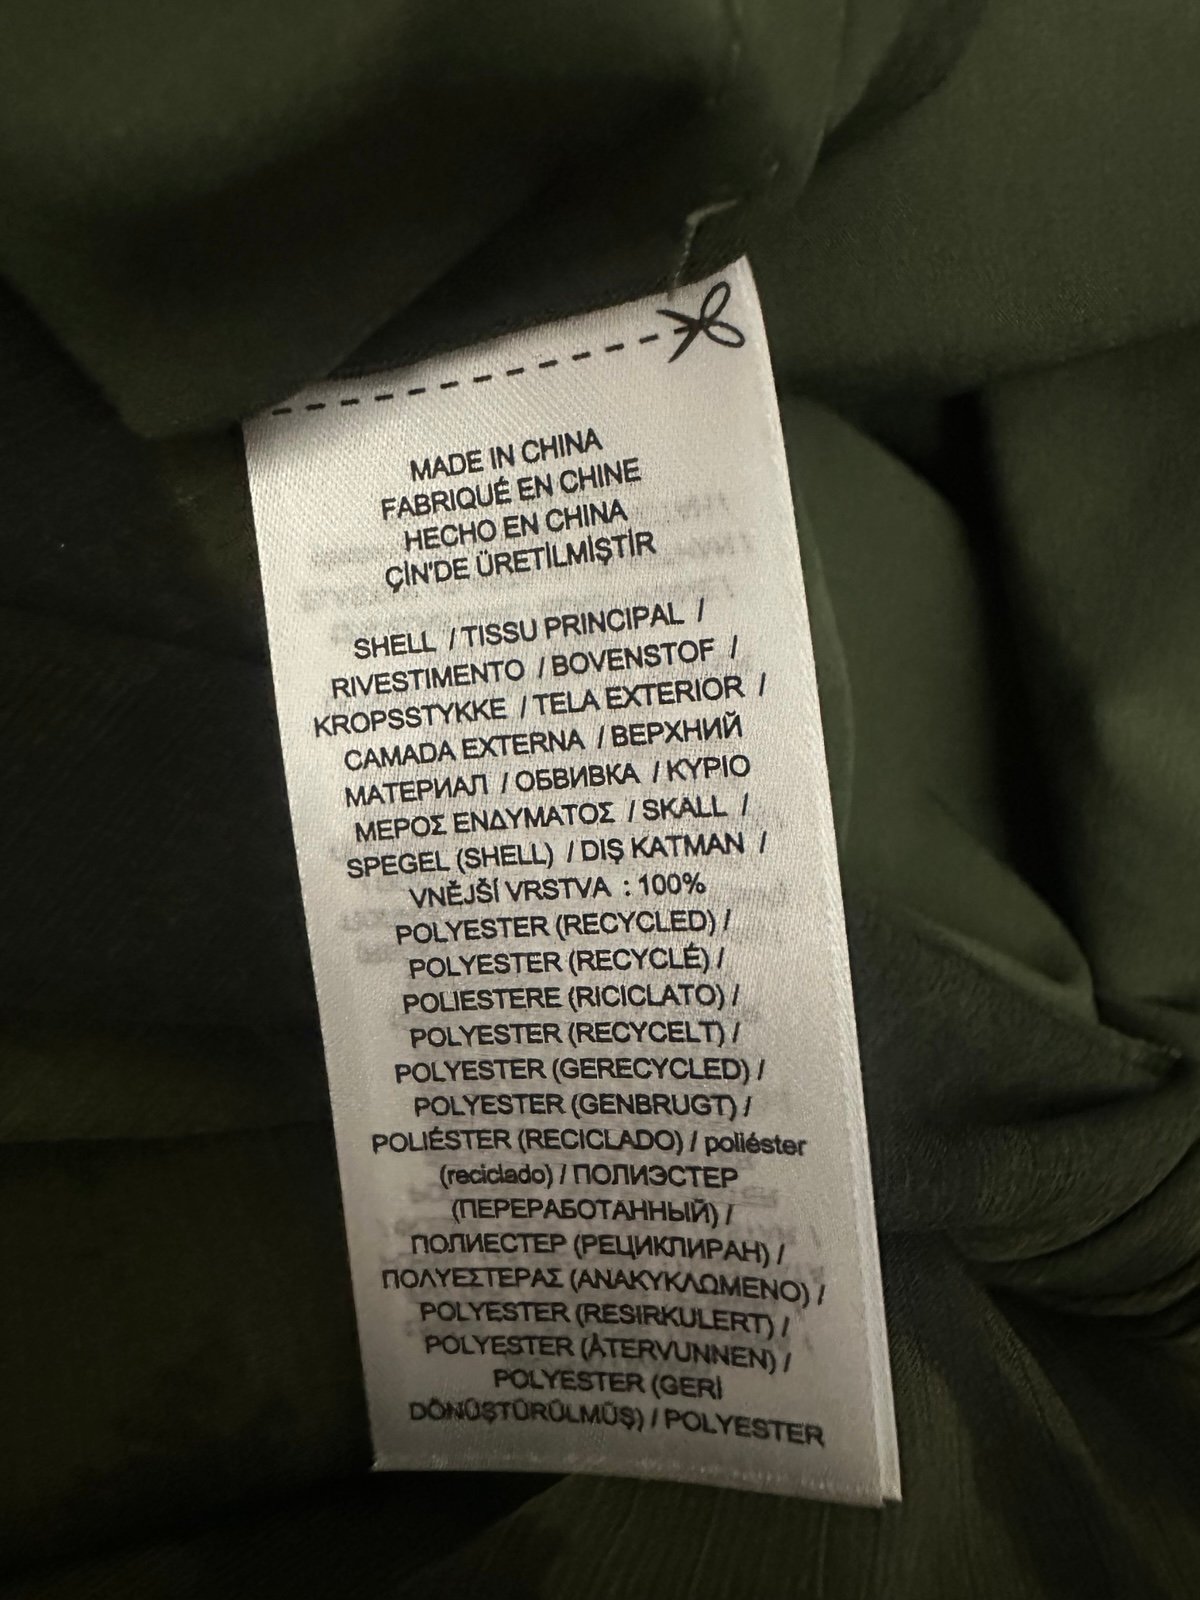 MADE IN CHINA
FABRIQUÉ EN CHINE
HECHO EN CHINA
ÇİN'DE ÜRETİLMİŞTİR
SHELL / TISSU PRINCIPAL /
RIVESTIMENTO / BOVENSTOF /
KROPSSTYKKE / TELA EXTERIOR /
CAMADA EXTERNA / ВЕРХНИЙ
МАТЕРИАЛ / ОБВИВКА / ΚΥΡΙΟ
ΜΕΡΟΣ ΕΝΔΥΜΑΤΟΣ / SKALL /
SPEGEL (SHELL) / DIŞ KATMAN /
VNĚJŠÍ VRSTVA : 100%
POLYESTER (RECYCLED) /
POLYESTER (RECYCLÉ) /
POLIESTERE (RICICLATO) /
POLYESTER (RECYCELT) /
POLYESTER (GERECYCLED) /
POLYESTER (GENBRUGT) /
POLIÉSTER (RECICLADO) / poliéster
(reciclado) / ПОЛИЭСТЕР
(ПЕРЕРАБОТАННЫЙ) /
ПОЛИЕСТЕР (РЕЦИКЛИРАН) /
ΠΟΛΥΕΣΤΕΡΑΣ (ΑΝΑΚΥΚΛΩΜΕΝΟ) /
POLYESTER (RESIRKULERT) /
POLYESTER (ÅTERVUNNEN) /
POLYESTER (GERİ
DÖNÜŞTÜRÜLMÜŞ) / POLYESTER